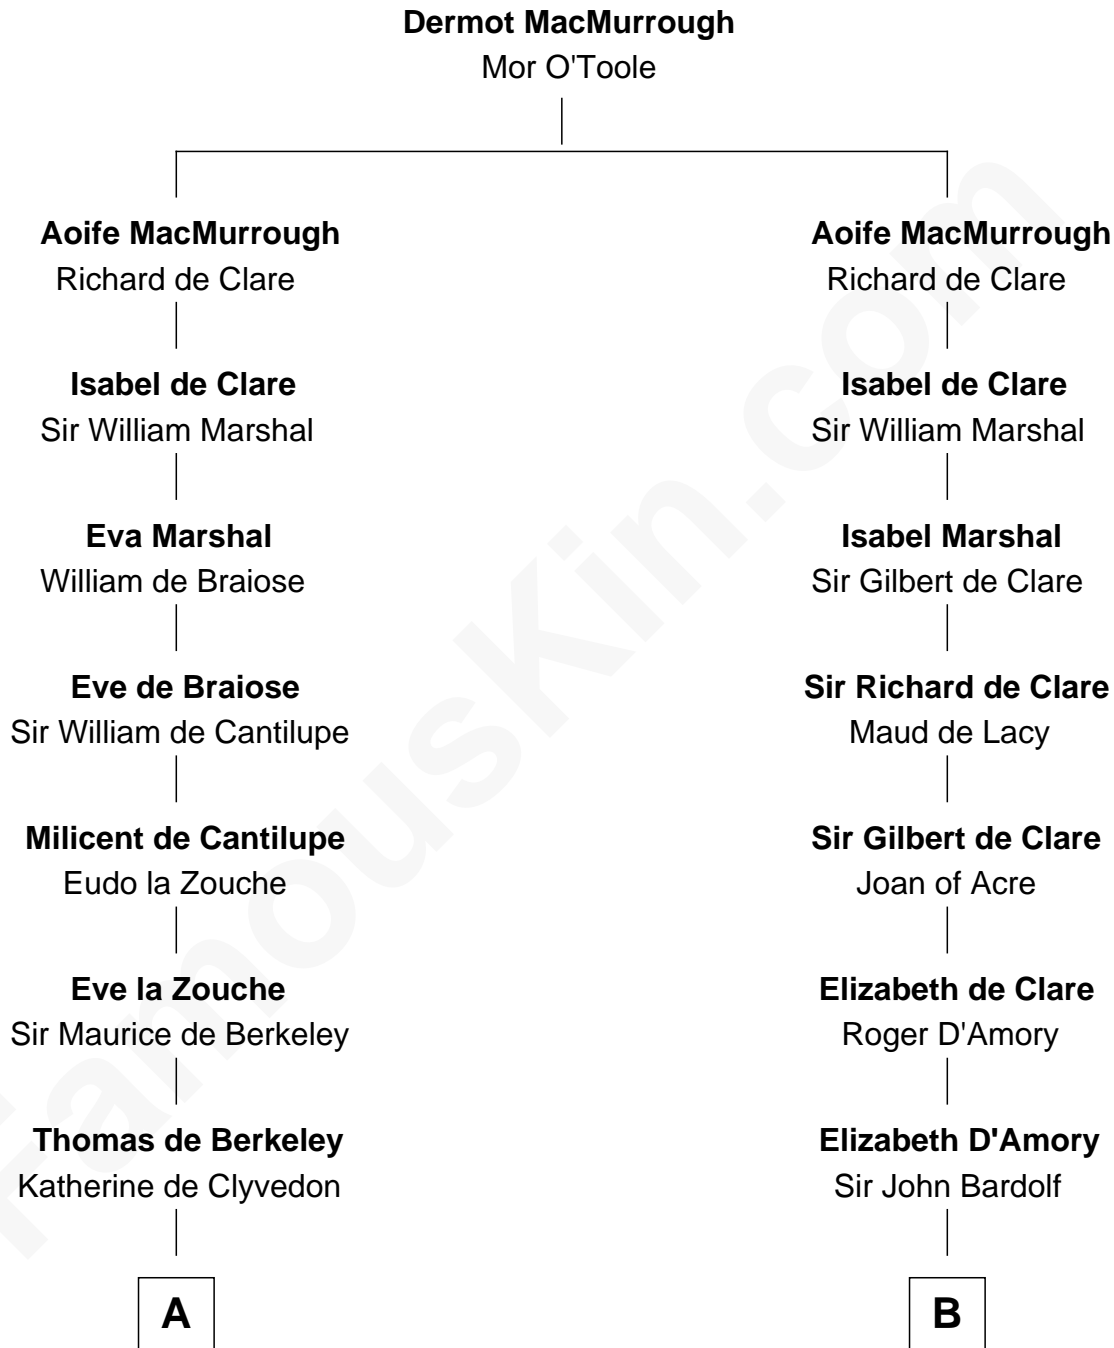 Dermot MacMurrough
Mor O'Toole
Aoife MacMurrough
Richard de Clare
Isabel de Clare
Sir William Marshal
Eva Marshal
William de Braiose
Eve de Braiose
Sir William de Cantilupe
Milicent de Cantilupe
Eudo la Zouche
Eve la Zouche
Sir Maurice de Berkeley
Thomas de Berkeley
Katherine de Clyvedon
A
Aoife MacMurrough
Richard de Clare
Isabel de Clare
Sir William Marshal
Isabel Marshal
Sir Gilbert de Clare
Sir Richard de Clare
Maud de Lacy
Sir Gilbert de Clare
Joan of Acre
Elizabeth de Clare
Roger D'Amory
Elizabeth D'Amory
Sir John Bardolf
B
FamousKin.com